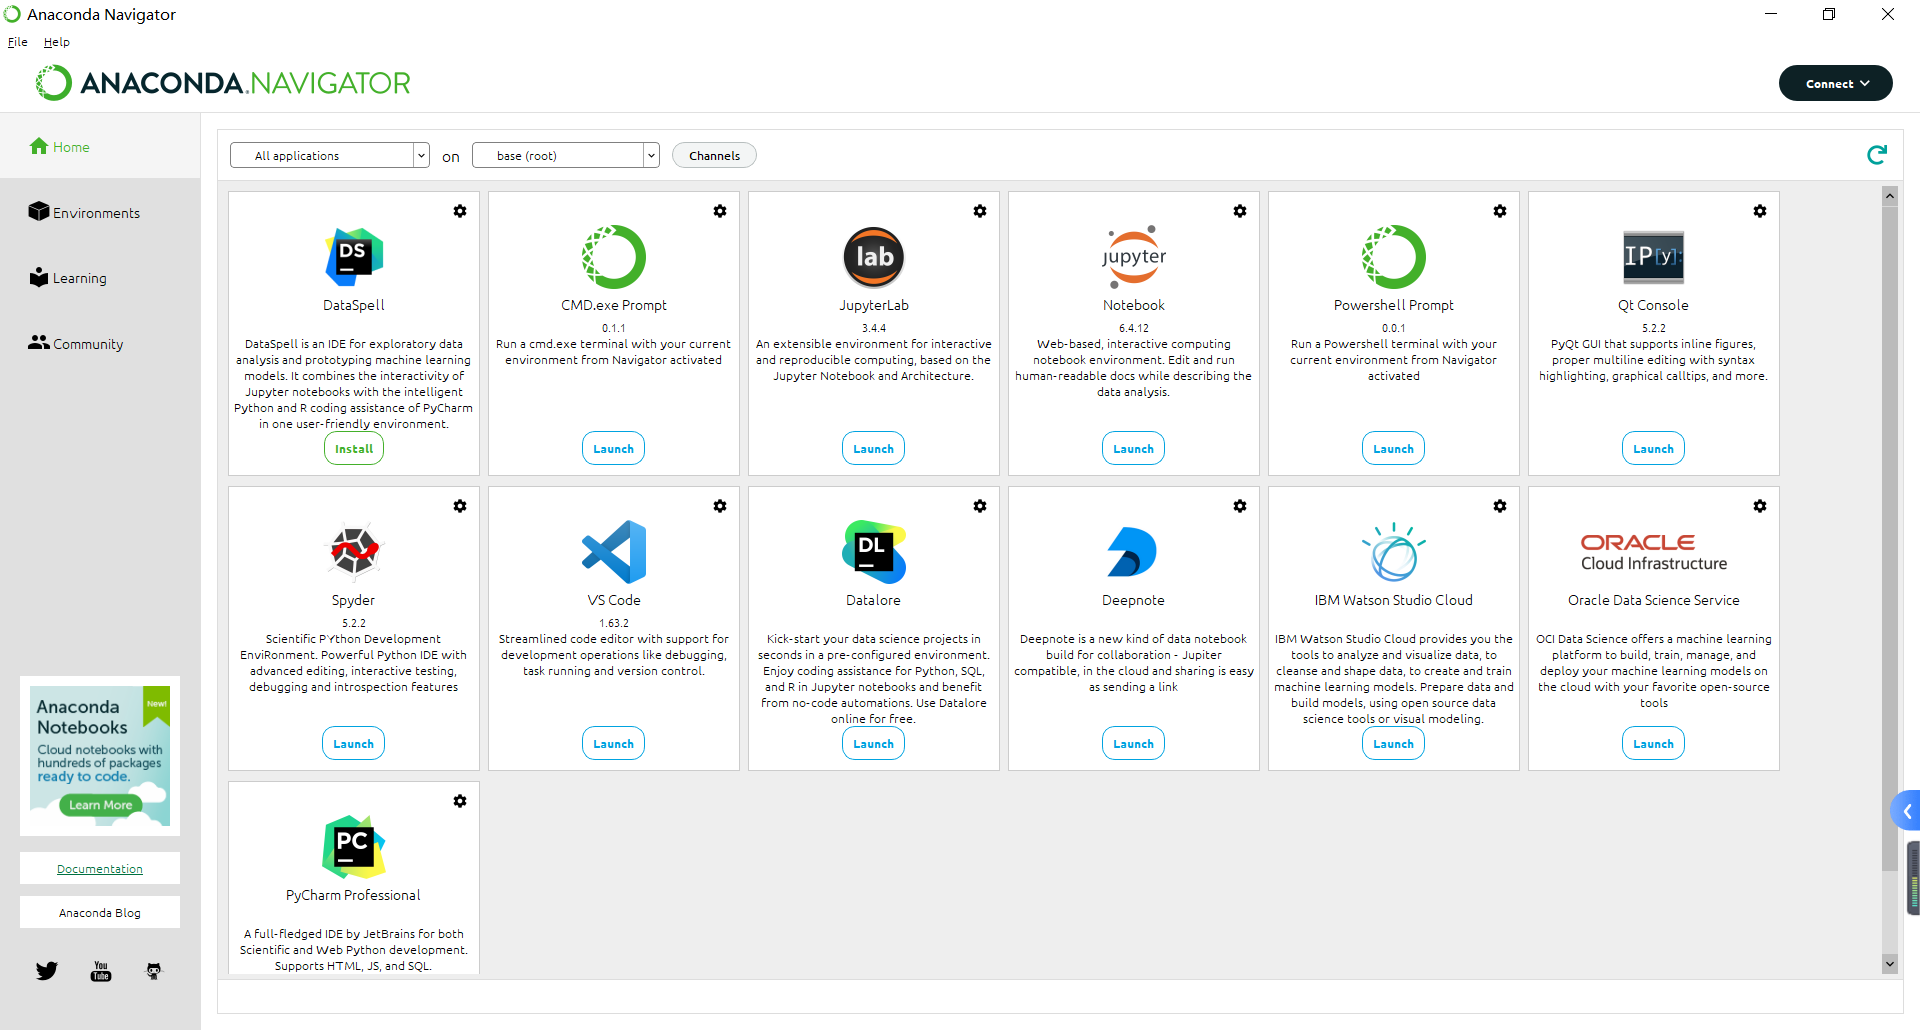 Anaconda Navigator
File Help
ANACONDA.NAVIGATOR
Connect
Home
Environments
Learning
Community
All applications on base (root) Channels
DS
DataSpell
DataSpell is an IDE for exploratory data
analysis and prototyping machine learning
models. It combines the interactivity of
Jupyter notebooks with the intelligent
Python and R coding assistance of PyCharm
in one user-friendly environment.
Install
CMD.exe Prompt
0.1.1
Run a cmd.exe terminal with your current
environment from Navigator activated
Launch
lab
JupyterLab
3.4.4
An extensible environment for interactive
and reproducible computing, based on the
Jupyter Notebook and Architecture.
Launch
jupyter
Notebook
6.4.12
Web-based, interactive computing
notebook environment. Edit and run
human-readable docs while describing the
data analysis.
Launch
Powershell Prompt
0.0.1
Run a Powershell terminal with your
current environment from Navigator
activated
Launch
IP[y]:
Qt Console
5.2.2
PyQt GUI that supports inline figures,
proper multiline editing with syntax
highlighting, graphical calltips, and more.
Launch
Spyder
5.2.2
Scientific PYthon Development
EnviRonment. Powerful Python IDE with
advanced editing, interactive testing,
debugging and introspection features
Launch
VS Code
1.63.2
Streamlined code editor with support for
development operations like debugging,
task running and version control.
Launch
DL
Datalore
Kick-start your data science projects in
seconds in a pre-configured environment.
Enjoy coding assistance for Python, SQL,
and R in Jupyter notebooks and benefit
from no-code automations. Use Datalore
online for free.
Launch
Deepnote
Deepnote is a new kind of data notebook
build for collaboration - Jupiter
compatible, in the cloud and sharing is easy
as sending a link
Launch
IBM Watson Studio Cloud
IBM Watson Studio Cloud provides you the
tools to analyze and visualize data, to
cleanse and shape data, to create and train
machine learning models. Prepare data and
build models, using open source data
science tools or visual modeling.
Launch
ORACLE
Cloud Infrastructure
Oracle Data Science Service
OCI Data Science offers a machine learning
platform to build, train, manage, and
deploy your machine learning models on
the cloud with your favorite open-source
tools
Launch
PC
PyCharm Professional
A full-fledged IDE by JetBrains for both
Scientific and Web Python development.
Supports HTML, JS, and SQL.
Anaconda
Notebooks
New!
Cloud notebooks with
hundreds of packages
ready to code.
Learn More
Documentation
Anaconda Blog
You
Tube